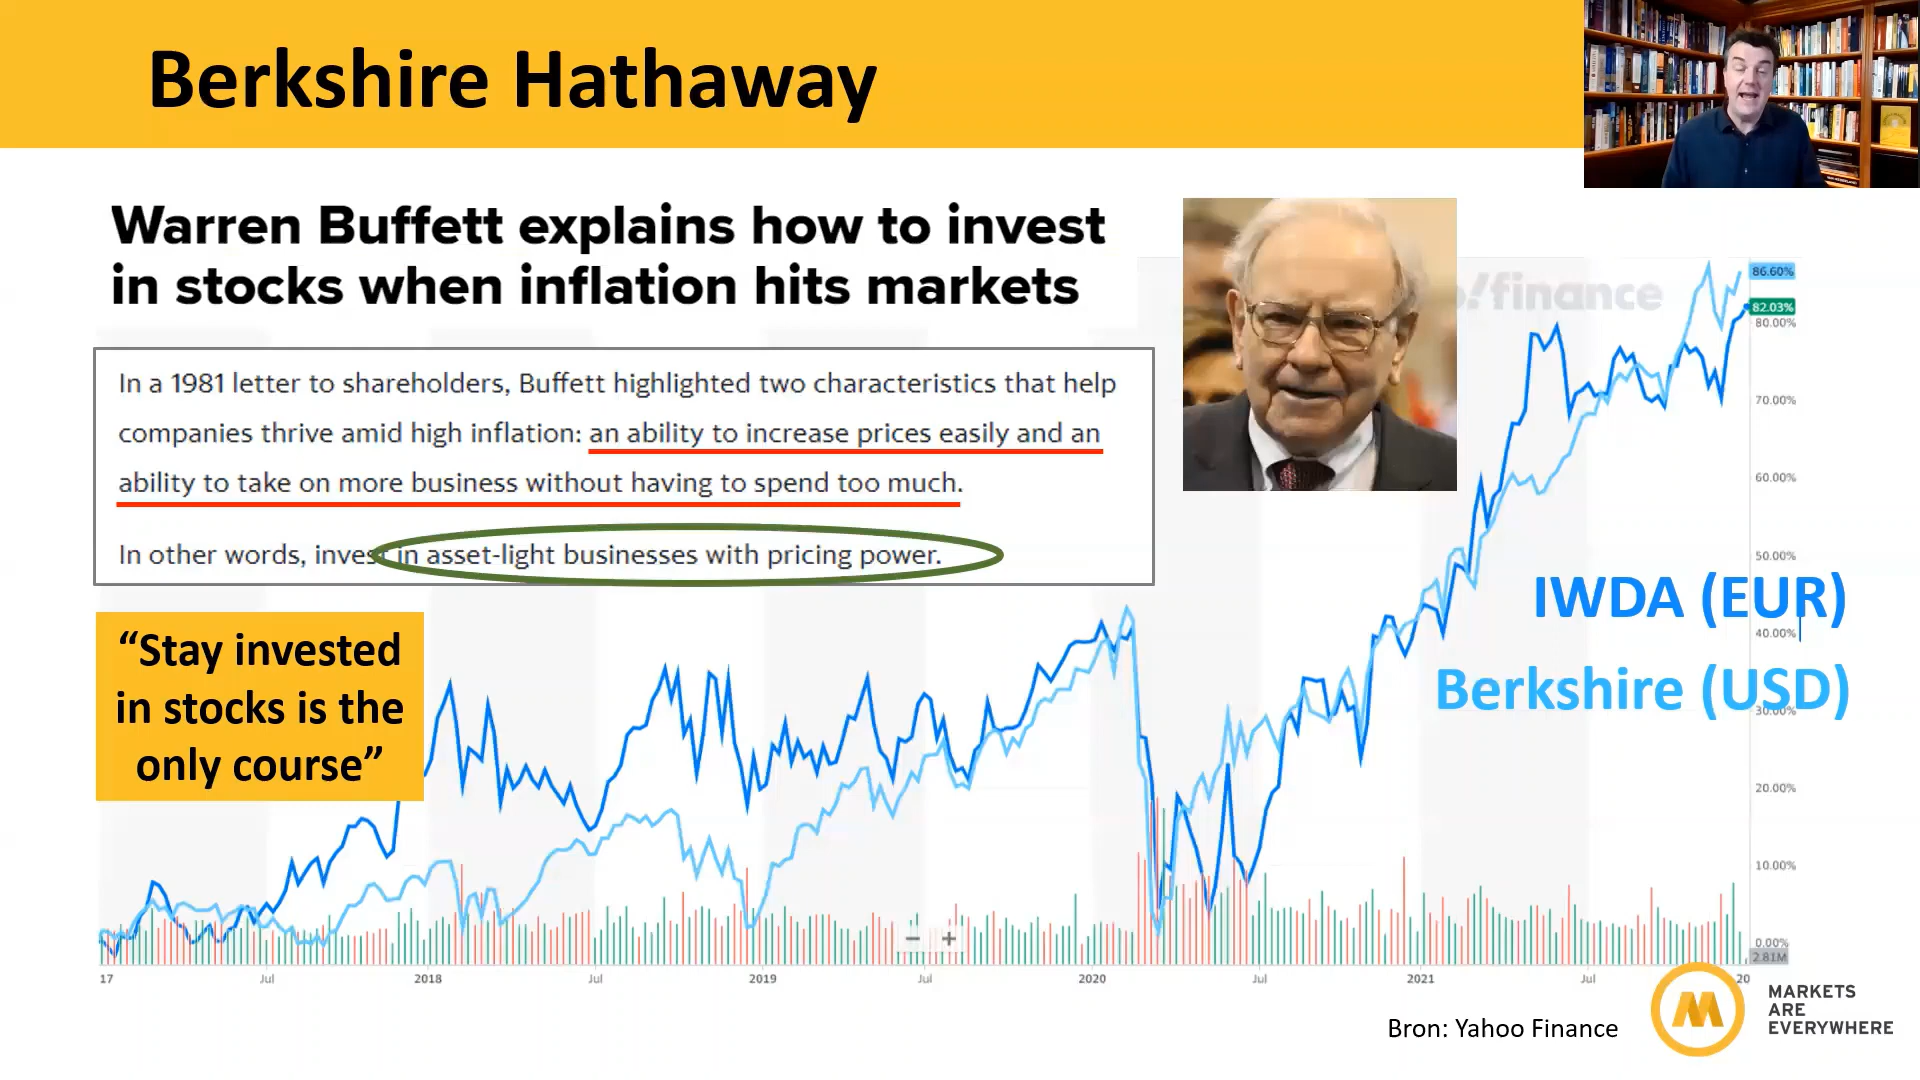 Berkshire Hathaway
Warren Buffett explains how to invest
in stocks when inflation hits markets
o!finance
In a 1981 letter to shareholders, Buffett highlighted two characteristics that help
companies thrive amid high inflation: an ability to increase prices easily and an
ability to take on more business without having to spend too much.
In other words, invest in asset-light businesses with pricing power.
“Stay invested
in stocks is the
only course”
IWDA (EUR)
Berkshire (USD)
86.60%
82.03%
80.00%
70.00%
60.00%
50.00%
40.00%
30.00%
20.00%
10.00%
0.00%
2.81M
17 Jul 2018 Jul 2019 Jul 2020 Jul 2021 Jul 20
Bron: Yahoo Finance
MARKETS
ARE
EVERYWHERE